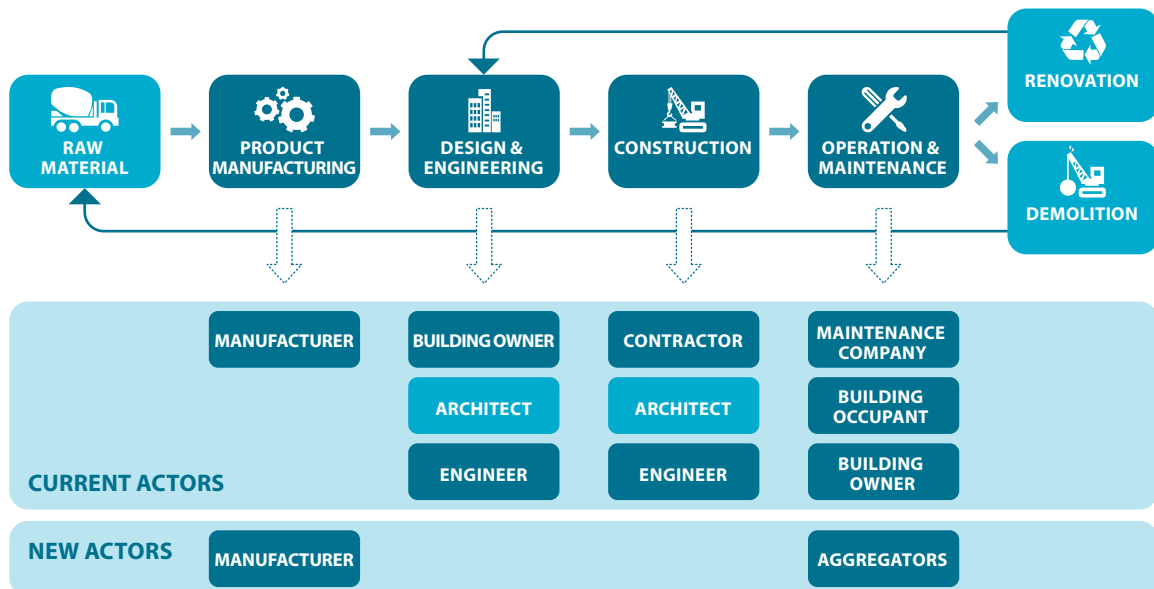 RENOVATION
RAW
MATERIAL
PRODUCT
MANUFACTURING
DESIGN &
ENGINEERING
CONSTRUCTION
OPERATION &
MAINTENANCE
DEMOLITION
MANUFACTURER
BUILDING OWNER
CONTRACTOR
MAINTENANCE
COMPANY
ARCHITECT
ARCHITECT
BUILDING
OCCUPANT
CURRENT ACTORS
ENGINEER
ENGINEER
BUILDING
OWNER
NEW ACTORS
MANUFACTURER
AGGREGATORS